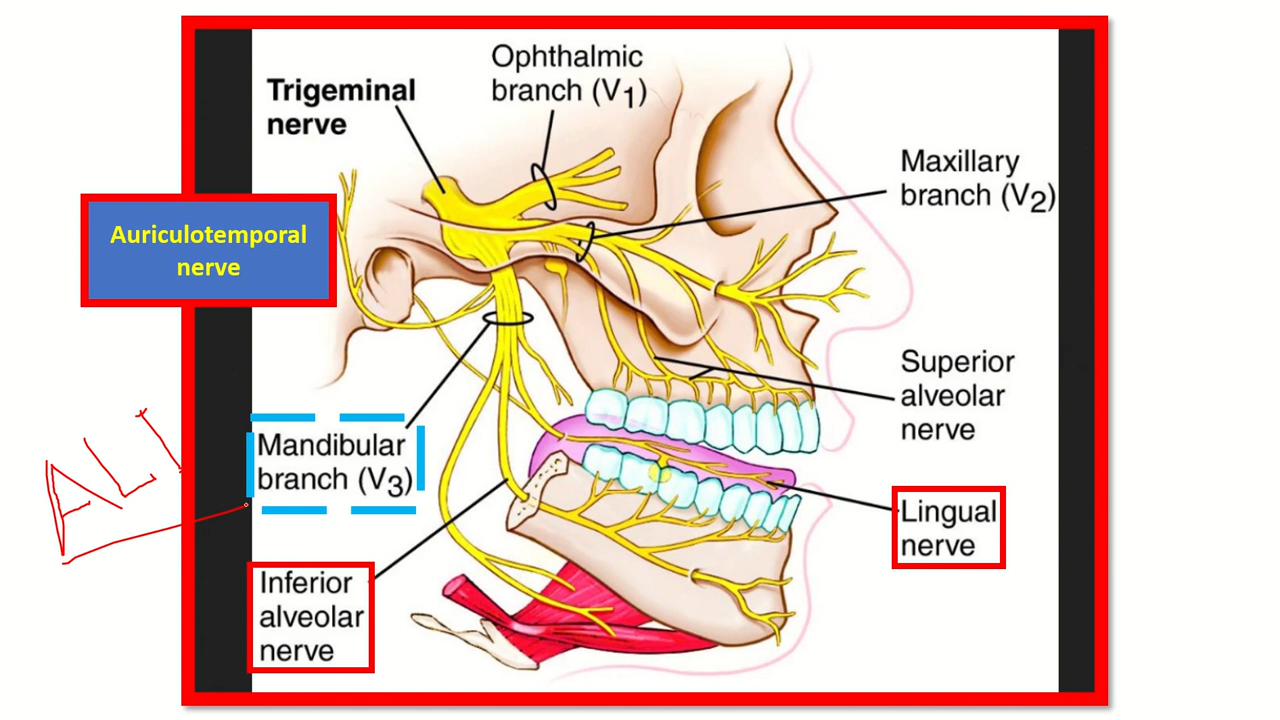 Ophthalmic
branch (V1)
Trigeminal
nerve
Maxillary
branch (V2)
Auriculotemporal
nerve
Superior
alveolar
nerve
Mandibular
branch (V3)
ALI
Lingual
nerve
Inferior
alveolar
nerve